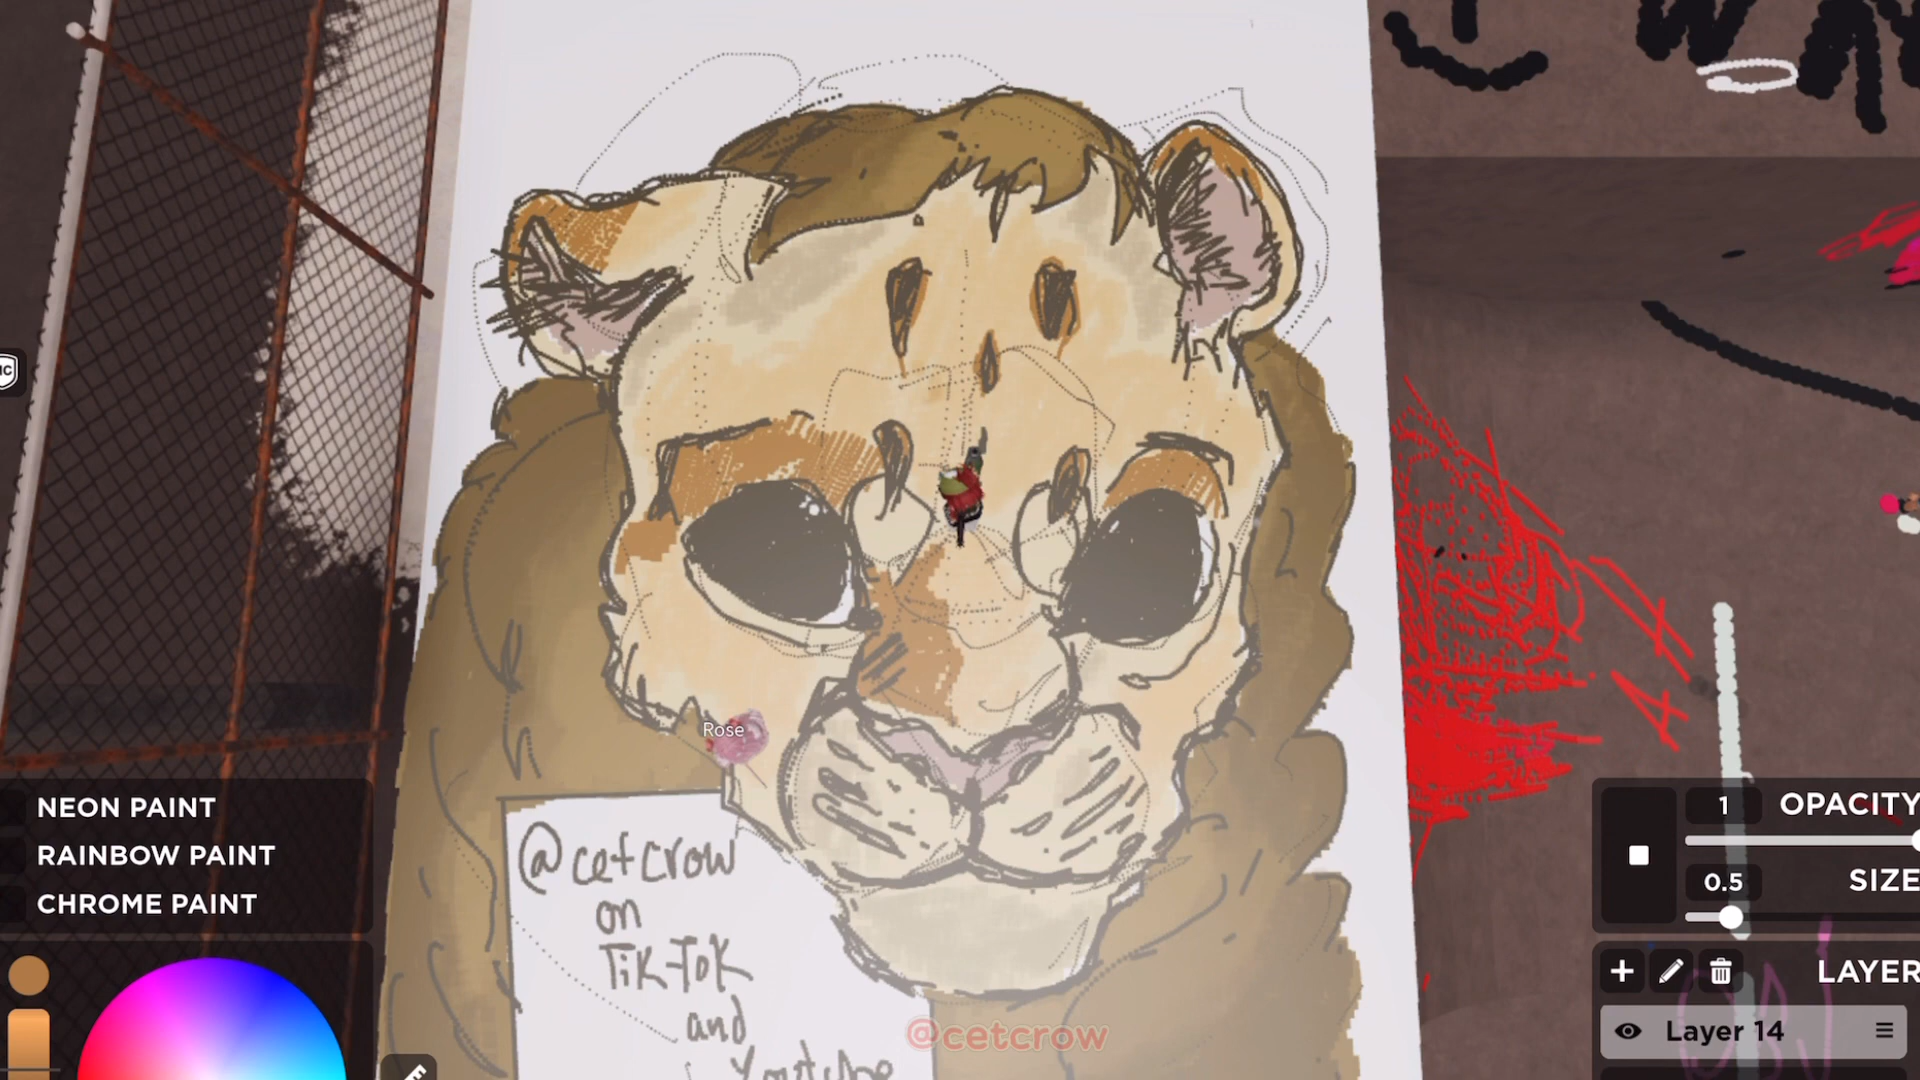 Rose
NEON PAINT
RAINBOW PAINT
CHROME PAINT
@cetcrow
on
TikTok
and
Youtube
@cetcrow
1 OPACITY
0.5 SIZE
LAYER
Layer 14